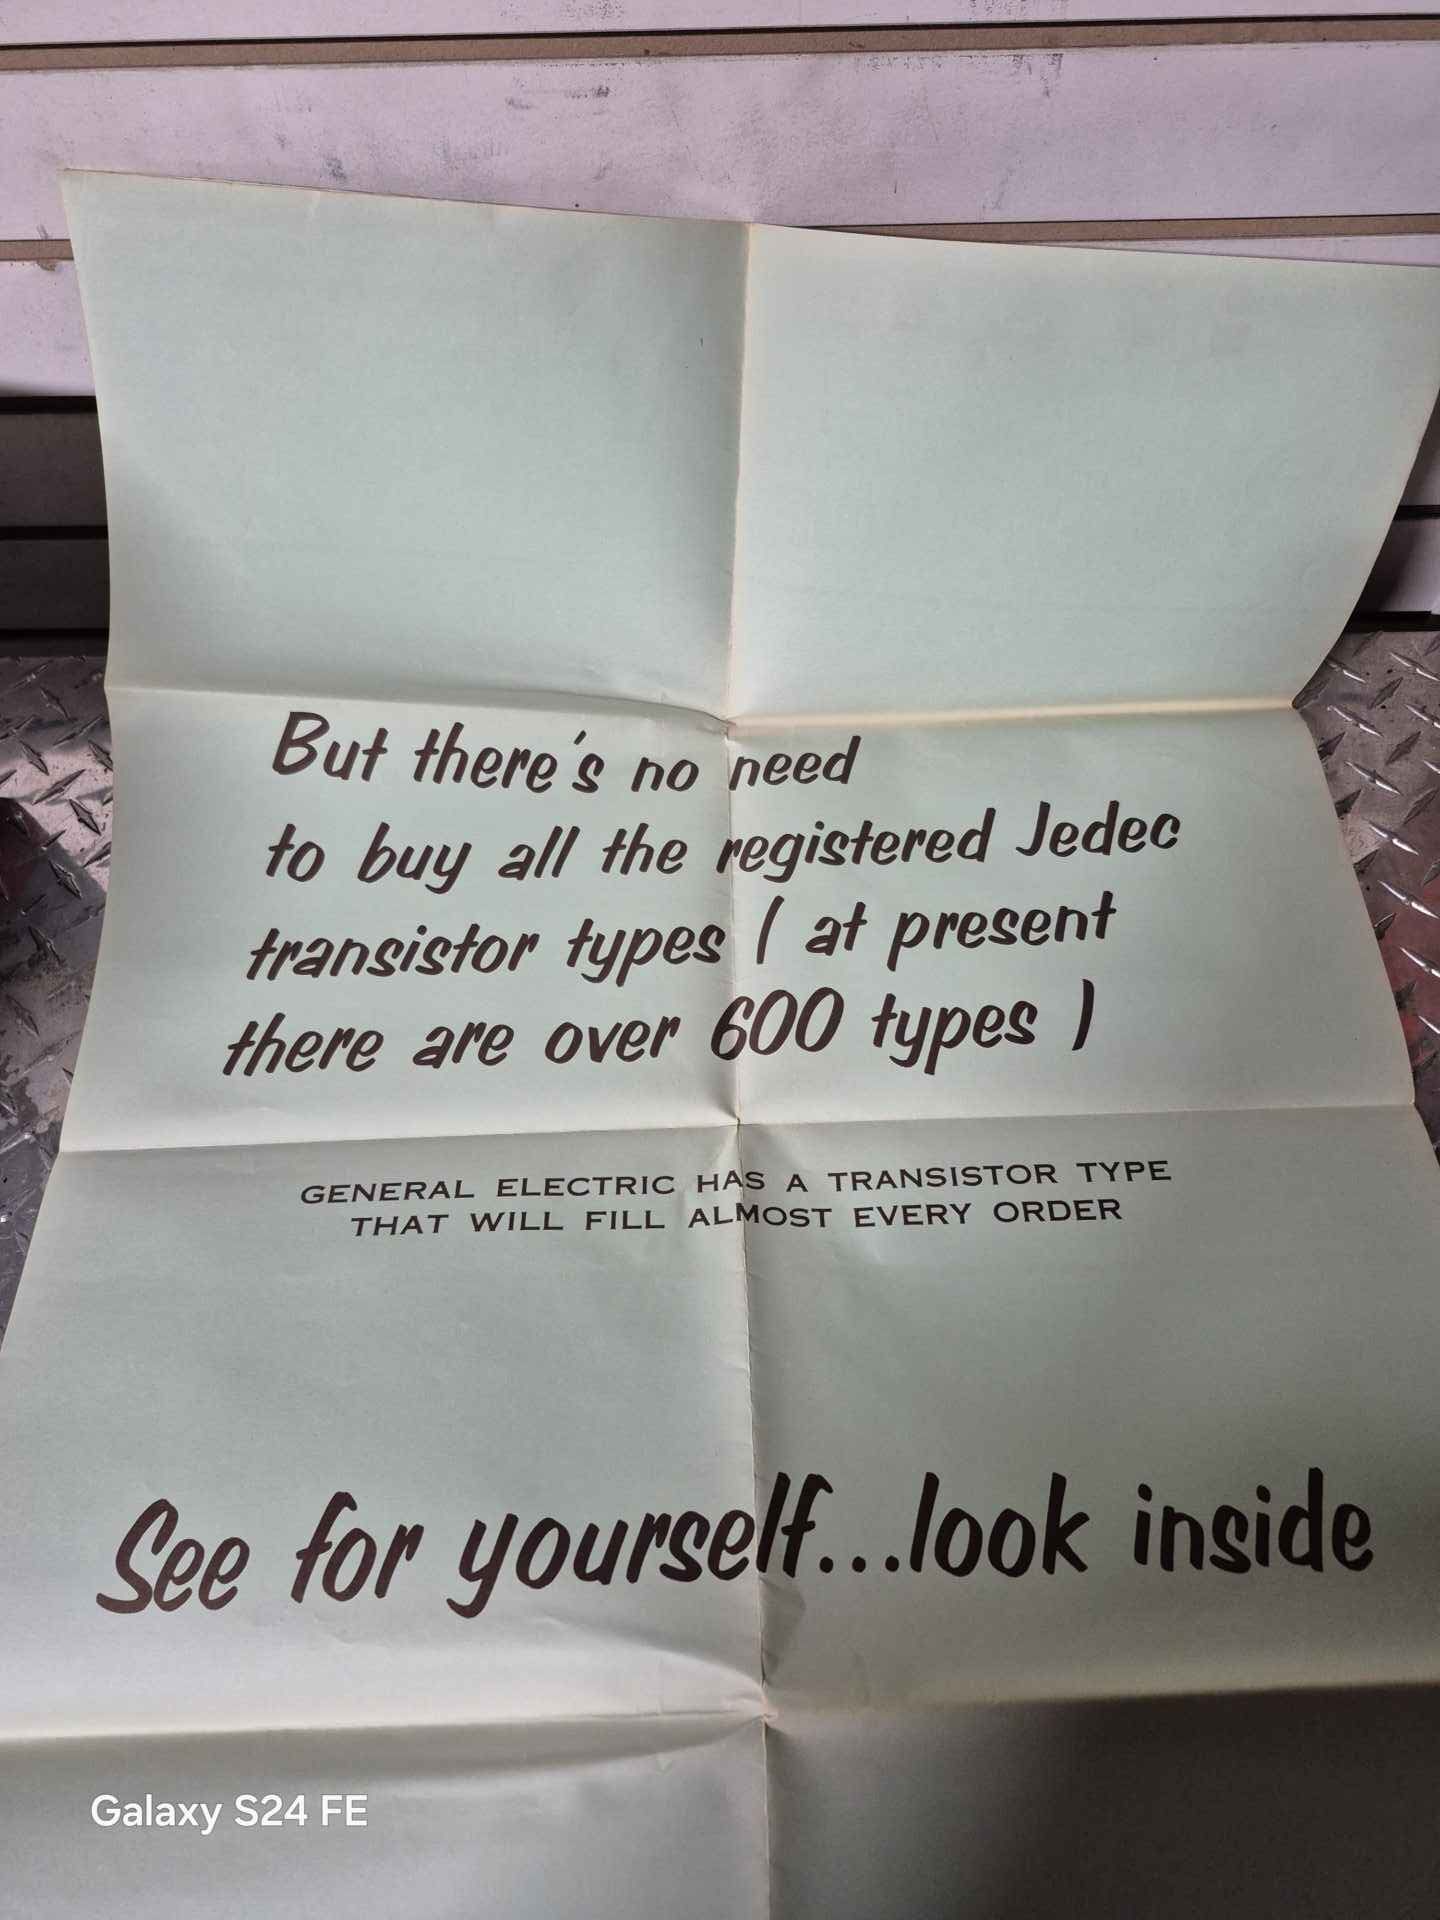 But there's no need
to buy all the registered Jedec
transistor types ( at present
there are over 600 types )
GENERAL ELECTRIC HAS A TRANSISTOR TYPE
THAT WILL FILL ALMOST EVERY ORDER
See for yourself...look inside
Galaxy S24 FE